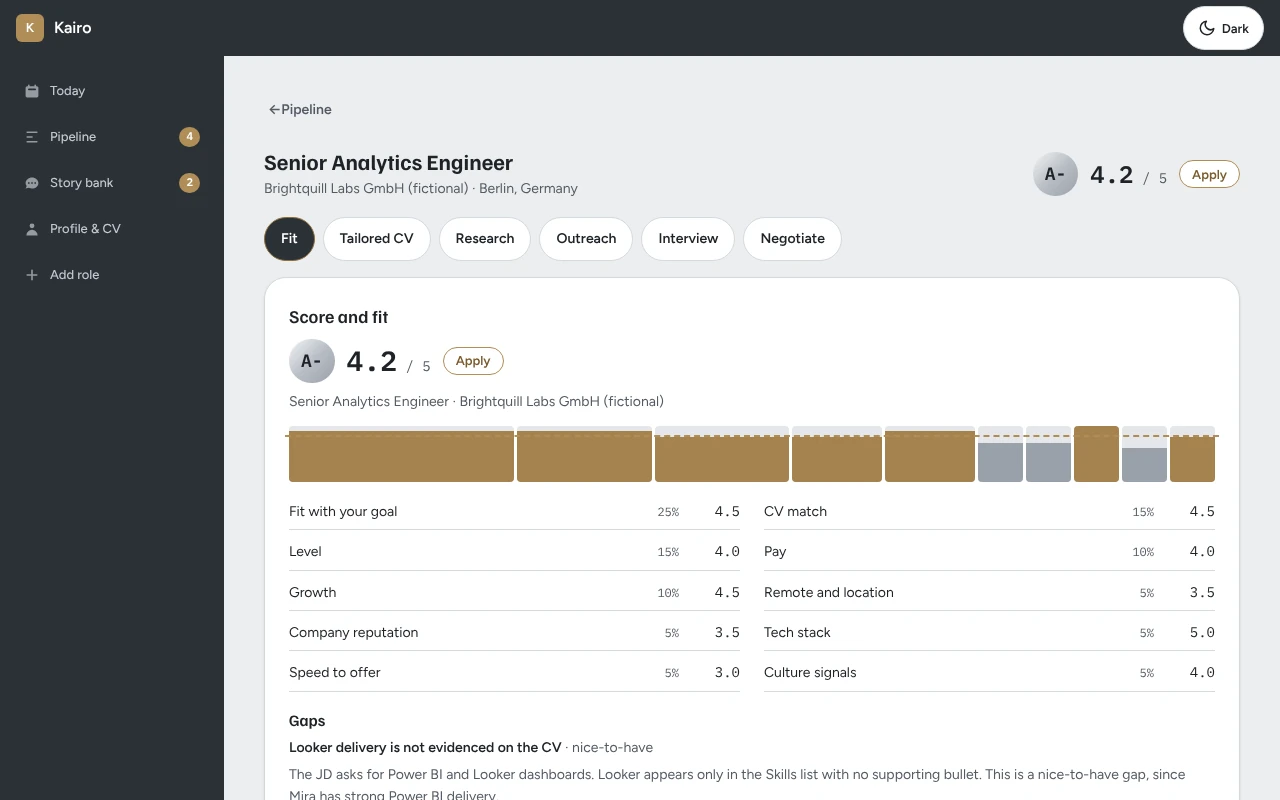 K Kairo
Dark
Today
Pipeline 4
Story bank 2
Profile & CV
Add role
←Pipeline
Senior Analytics Engineer
Brightquill Labs GmbH (fictional) · Berlin, Germany
A- 4.2 / 5 Apply
Fit Tailored CV Research Outreach Interview Negotiate
Score and fit
A- 4.2 / 5 Apply
Senior Analytics Engineer · Brightquill Labs GmbH (fictional)
Fit with your goal 25% 4.5
CV match 15% 4.5
Level 15% 4.0
Pay 10% 4.0
Growth 10% 4.5
Remote and location 5% 3.5
Company reputation 5% 3.5
Tech stack 5% 5.0
Speed to offer 5% 3.0
Culture signals 5% 4.0
Gaps
Looker delivery is not evidenced on the CV · nice-to-have
The JD asks for Power BI and Looker dashboards. Looker appears only in the Skills list with no supporting bullet. This is a nice-to-have gap, since
Mira has strong Power BI delivery.